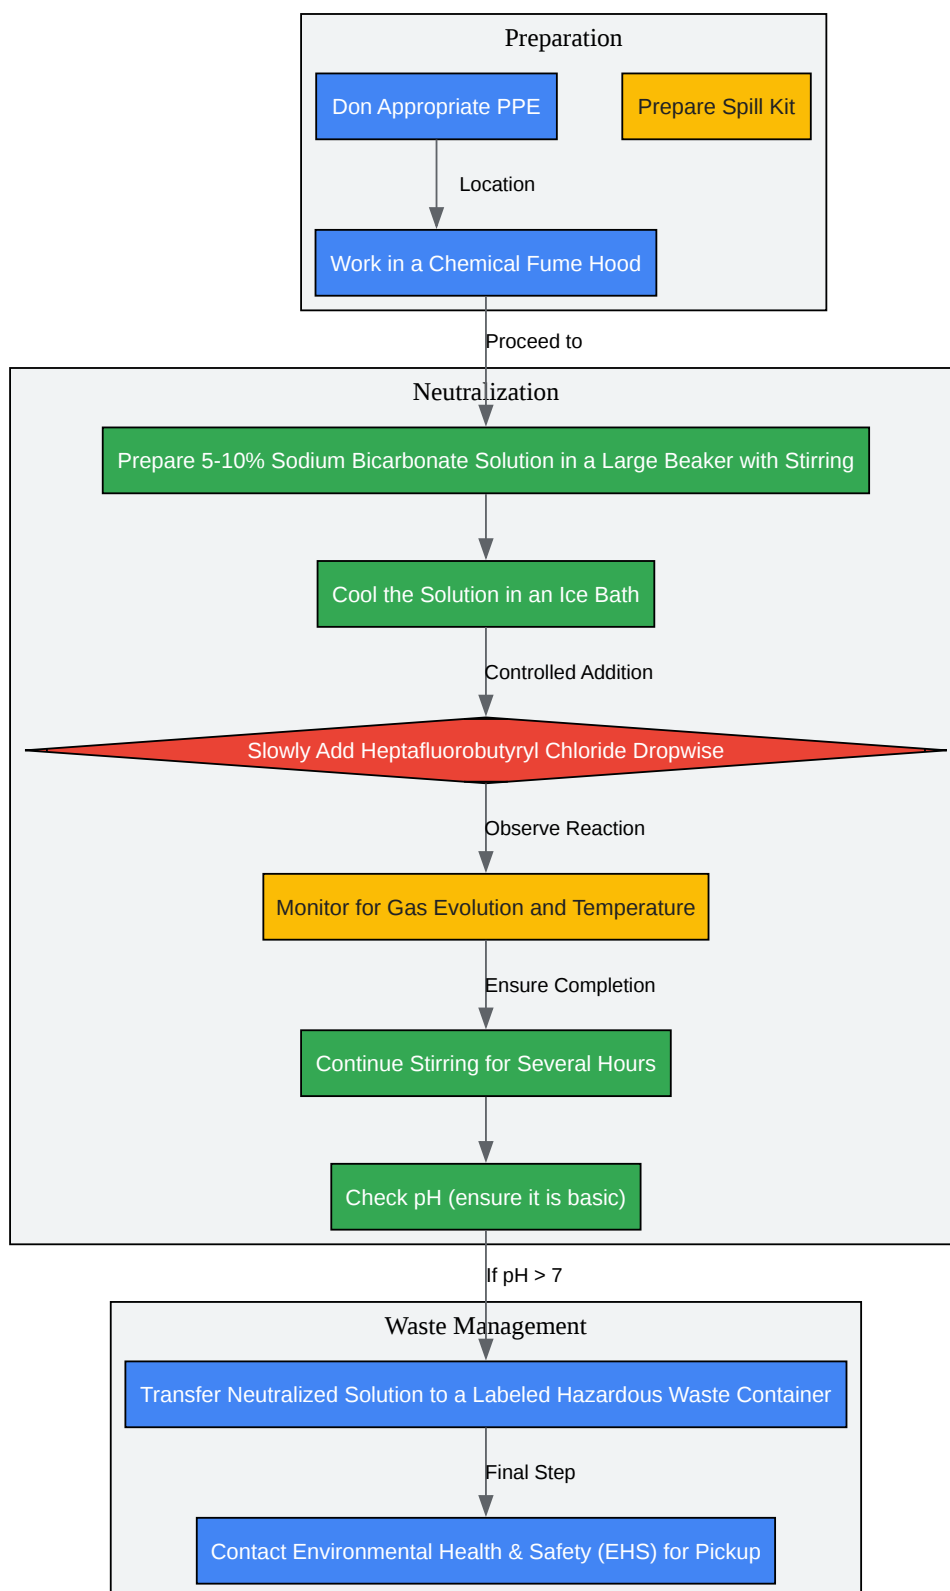 Preparation
Don Appropriate PPE
Prepare Spill Kit
Location
Work in a Chemical Fume Hood
Proceed to
Neutralization
Prepare 5-10% Sodium Bicarbonate Solution in a Large Beaker with Stirring
Cool the Solution in an Ice Bath
Controlled Addition
Slowly Add Heptafluorobutyryl Chloride Dropwise
Observe Reaction
Monitor for Gas Evolution and Temperature
Ensure Completion
Continue Stirring for Several Hours
Check pH (ensure it is basic)
If pH > 7
Waste Management
Transfer Neutralized Solution to a Labeled Hazardous Waste Container
Final Step
Contact Environmental Health & Safety (EHS) for Pickup